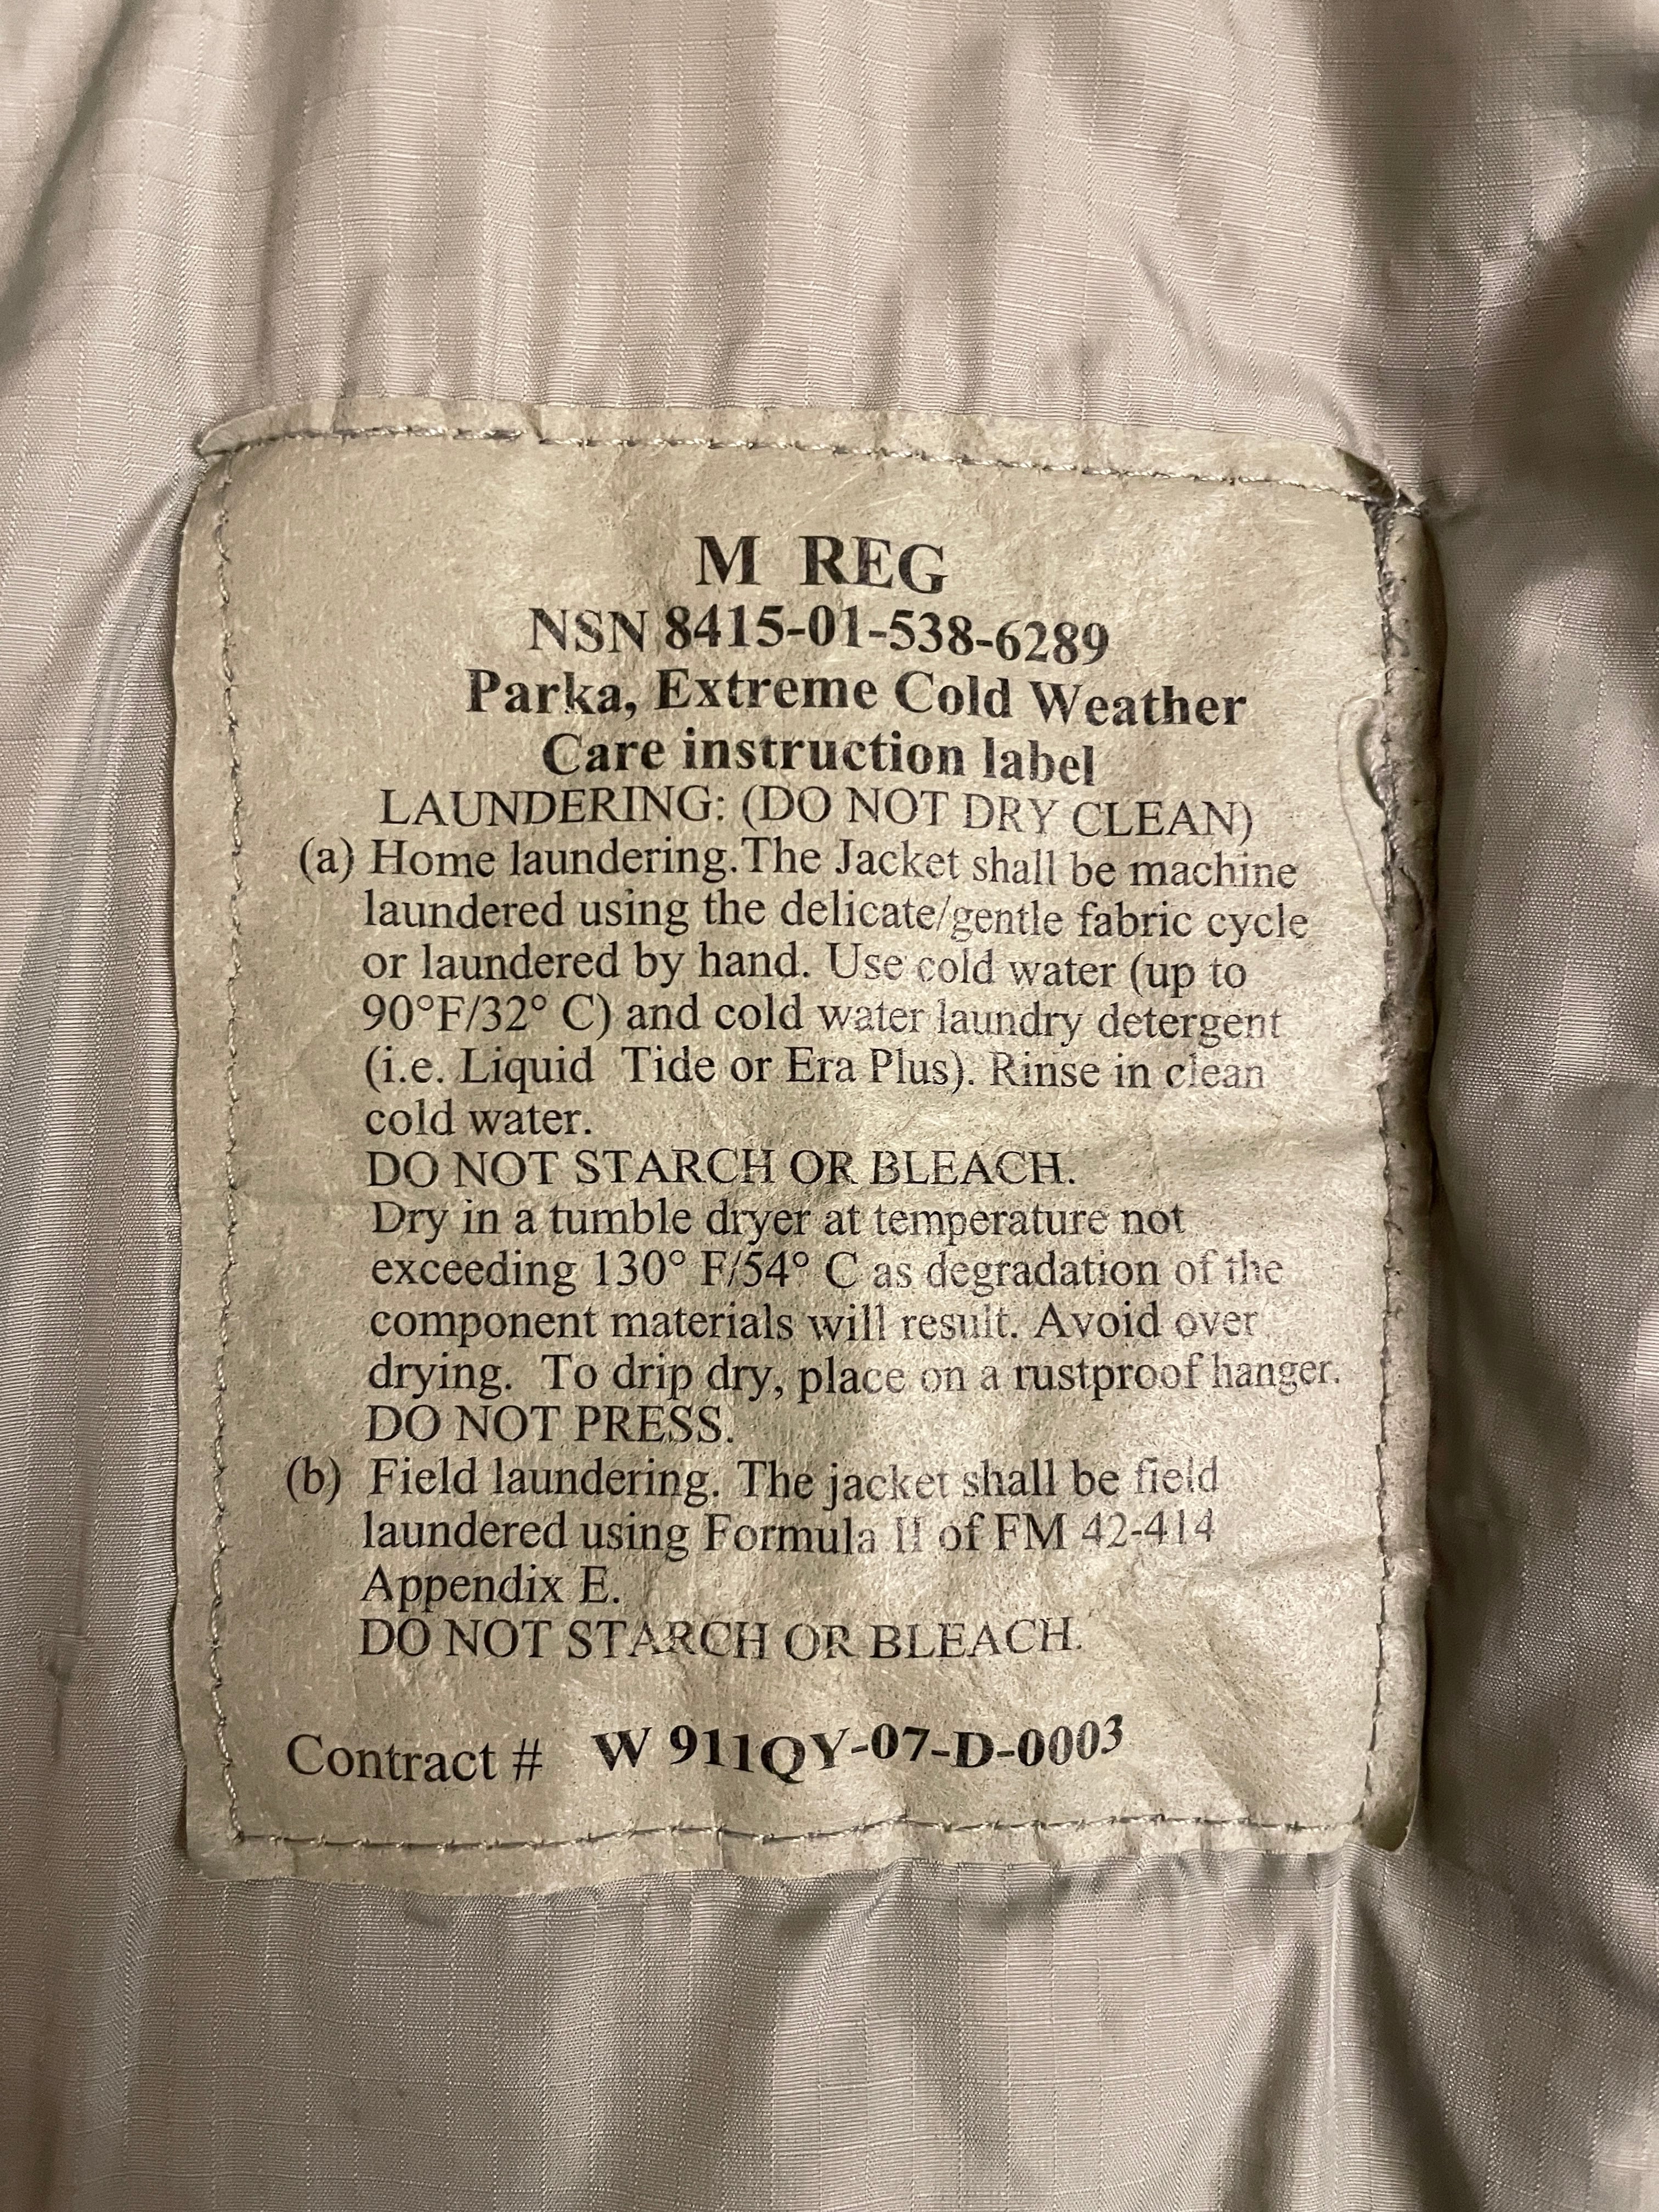 M REG
NSN 8415-01-538-6289
Parka, Extreme Cold Weather
Care instruction label
LAUNDERING: (DO NOT DRY CLEAN)
(a) Home laundering.The Jacket shall be machine
laundered using the delicate/gentle fabric cycle
or laundered by hand. Use cold water (up to
90°F/32° C) and cold water laundry detergent
(i.e. Liquid Tide or Era Plus). Rinse in clean
cold water.
DO NOT STARCH OR BLEACH.
Dry in a tumble dryer at temperature not
exceeding 130° F/54° C as degradation of the
component materials will result. Avoid over
drying. To drip dry, place on a rustproof hanger.
DO NOT PRESS.
(b) Field laundering. The jacket shall be field
laundered using Formula II of FM 42-414
Appendix E.
DO NOT STARCH OR BLEACH.
Contract # W 911QY-07-D-0003